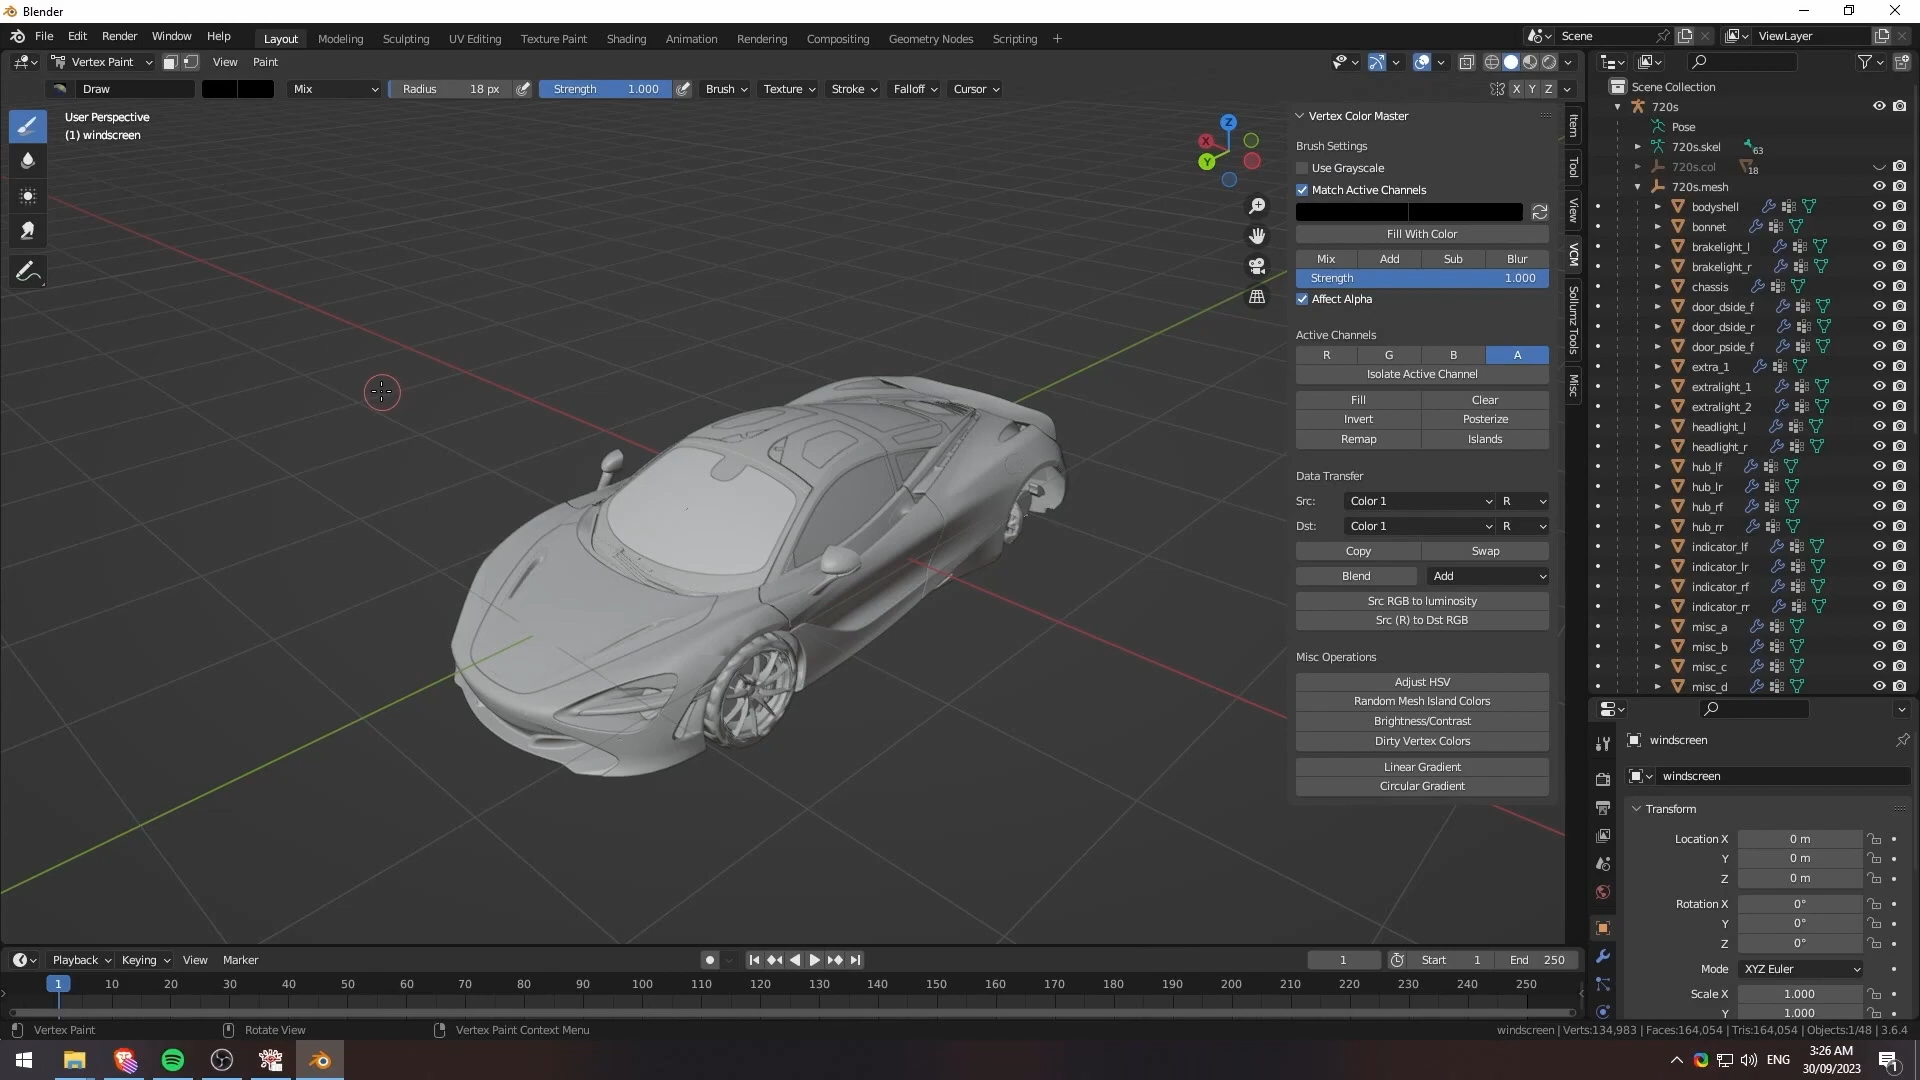 Blender
File Edit Render Window Help
Layout Modeling Sculpting UV Editing Texture Paint Shading Animation Rendering Compositing Geometry Nodes Scripting +
Scene
ViewLayer
Vertex Paint View Paint
Draw Mix Radius 18 px Strength 1.000 Brush Texture Stroke Falloff Cursor X Y Z
User Perspective
(1) windscreen
Z
X
Y
Vertex Color Master
Brush Settings
Use Grayscale
Match Active Channels
Fill With Color
Mix Add Sub Blur
Strength 1.000
Affect Alpha
Active Channels
R G B A
Isolate Active Channel
Fill Clear
Invert Posterize
Remap Islands
Data Transfer
Src: Color 1 R
Dst: Color 1 R
Copy Swap
Blend Add
Src RGB to luminosity
Src (R) to Dst RGB
Misc Operations
Adjust HSV
Random Mesh Island Colors
Brightness/Contrast
Dirty Vertex Colors
Linear Gradient
Circular Gradient
Item
Tool
View
VCM
Sollumz Tools
Misc
Scene Collection
720s
Pose
720s.skel 63
720s.col 18
720s.mesh
bodyshell
bonnet
brakelight_l
brakelight_r
chassis
door_dside_f
door_dside_r
door_pside_f
extra_1
extralight_1
extralight_2
headlight_l
headlight_r
hub_lf
hub_lr
hub_rf
hub_rr
indicator_lf
indicator_lr
indicator_rf
indicator_rr
misc_a
misc_b
misc_c
misc_d
windscreen
windscreen
Transform
Location X 0 m
Y 0 m
Z 0 m
Rotation X 0°
Y 0°
Z 0°
Mode XYZ Euler
Scale X 1.000
Y 1.000
Playback Keying View Marker
1 Start 1 End 250
1 10 20 30 40 50 60 70 80 90 100 110 120 130 140 150 160 170 180 190 200 210 220 230 240 250
Vertex Paint Rotate View Vertex Paint Context Menu
windscreen | Verts:134,983 | Faces:164,054 | Tris:164,054 | Objects:1/48 | 3.6.4
ENG
3:26 AM
30/09/2023
1